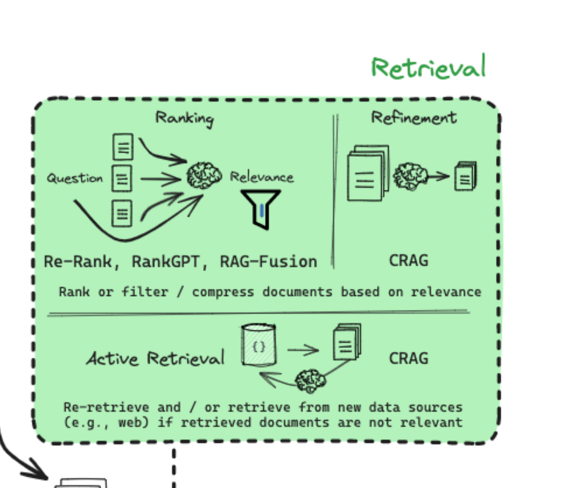 Retrieval
Ranking
Refinement
Question
Relevance
Re-Rank, RankGPT, RAG-Fusion
CRAG
Rank or filter / compress documents based on relevance
{}
Active Retrieval
CRAG
Re-retrieve and / or retrieve from new data sources
(e.g., web) if retrieved documents are not relevant